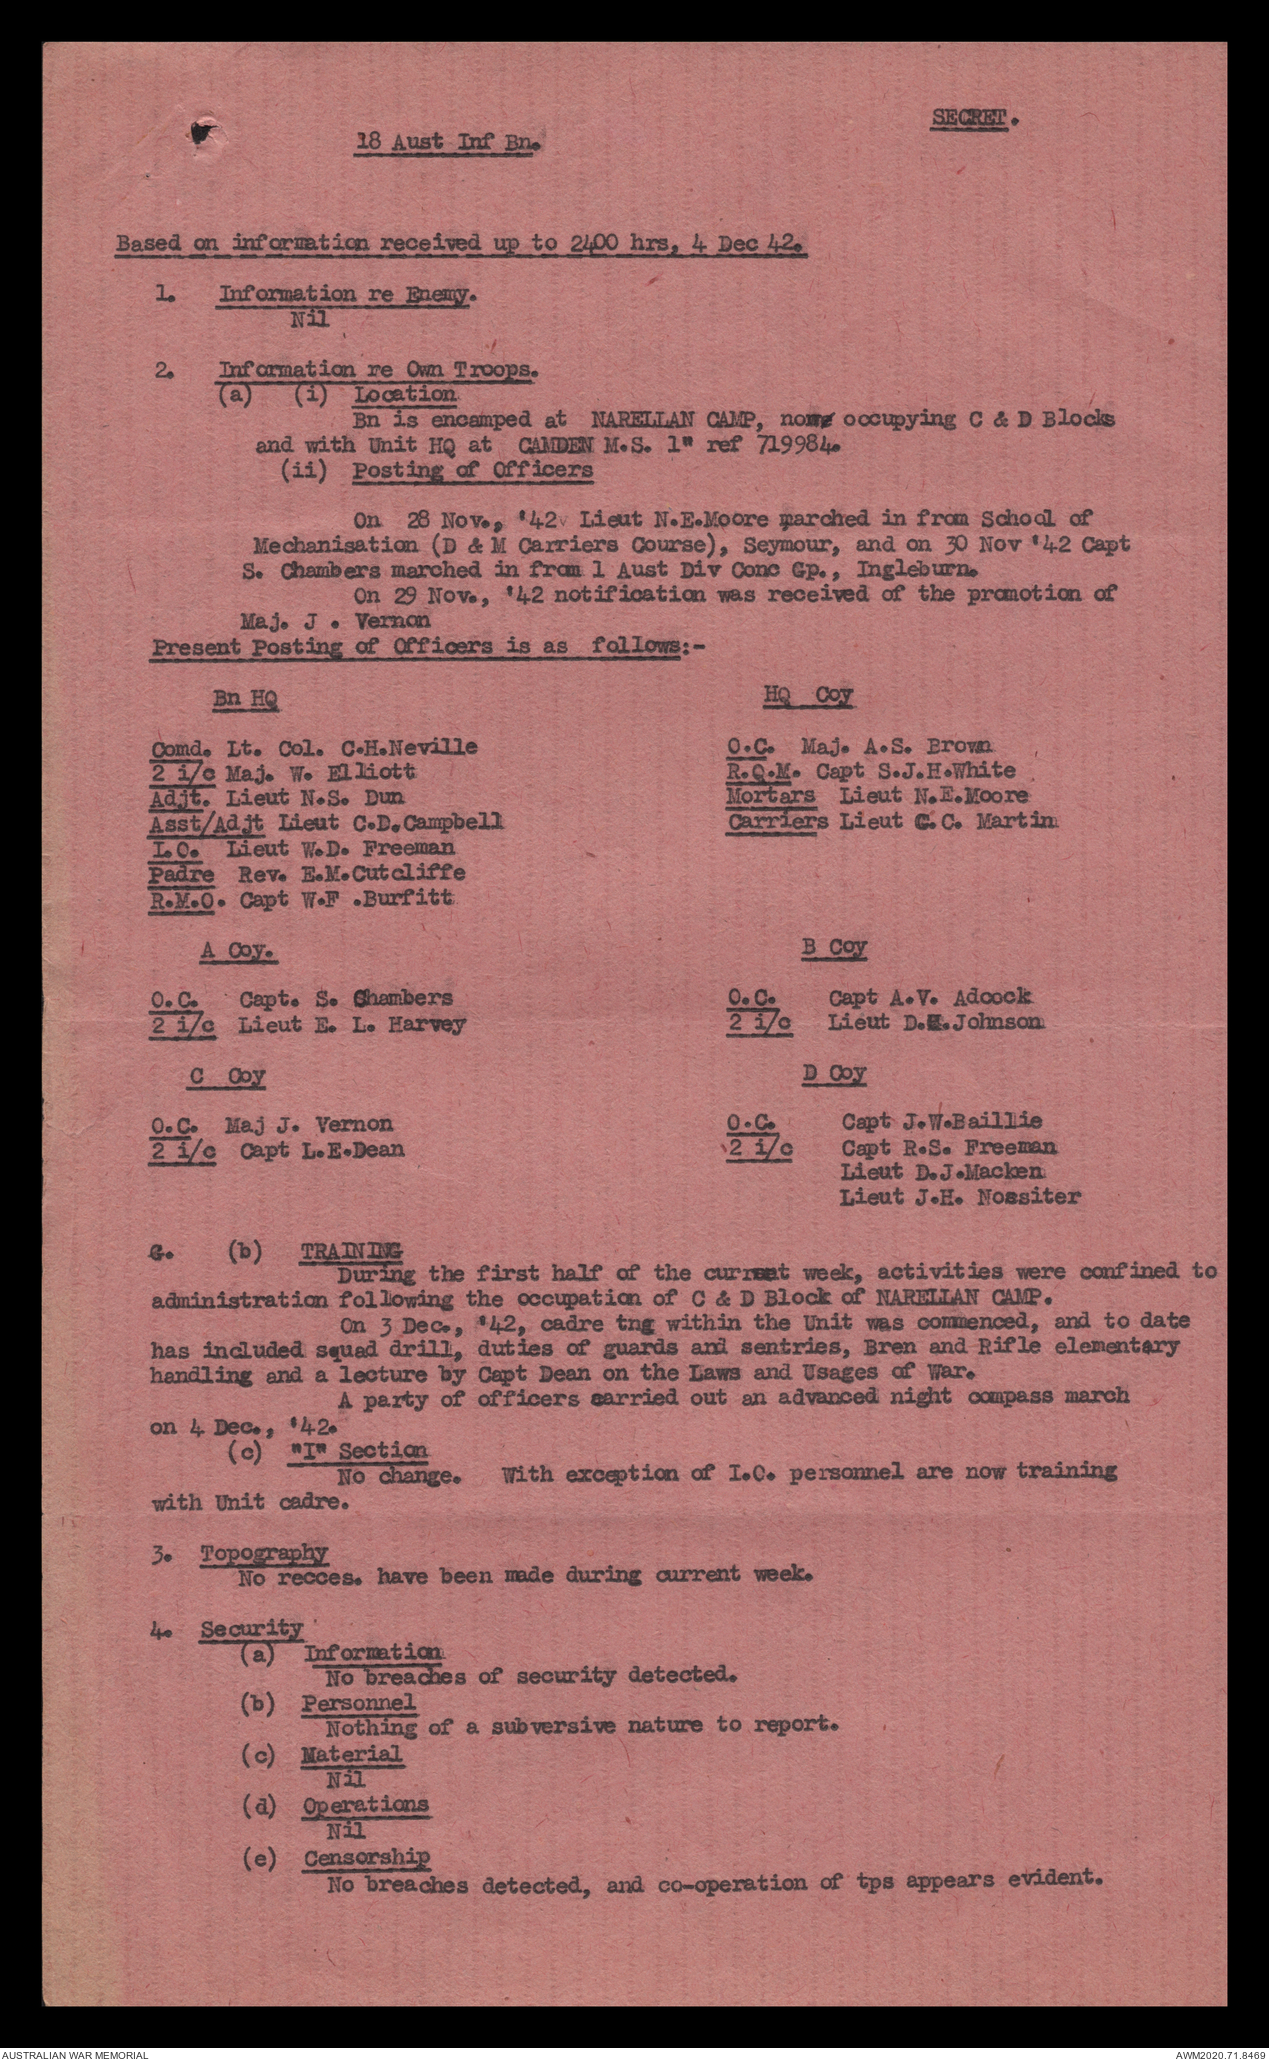 SECRET.
18 Aust Inf Bn.
Based on information received up to 2400 hrs, 4 Dec 42.
1. Information re Enemy.
Nil
2. Information re Own Troops.
(a) (i) Location
Bn is encamped at NARELLAN CAMP, now occupying C & D Blocks
and with Unit HQ at CAMDEN M.S. 1" ref 719984.
(ii) Posting of Officers
On 28 Nov., '42 Lieut N.E.Moore marched in from School of
Mechanisation (D & M Carriers Course), Seymour, and on 30 Nov '42 Capt
S. Chambers marched in from 1 Aust Div Conc Gp., Ingleburn.
On 29 Nov., '42 notification was received of the promotion of
Maj. J . Vernon
Present Posting of Officers is as follows:-
Bn HQ
Comd. Lt. Col. C.H.Neville
2 i/c Maj. W. Elliott
Adjt. Lieut N.S. Dun
Asst/Adjt Lieut C.D.Campbell
I.O. Lieut W.D. Freeman
Padre Rev. E.M.Cutcliffe
R.M.O. Capt W.F .Burfitt
HQ Coy
O.C. Maj. A.S. Brown
R.Q.M. Capt S.J.H.White
Mortars Lieut N.E.Moore
Carriers Lieut G.C. Martin
A Coy.
O.C. Capt. S. Chambers
2 i/c Lieut E. L. Harvey
B Coy
O.C. Capt A.V. Adcock
2 i/c Lieut D. Johnson
C Coy
O.C. Maj J. Vernon
2 i/c Capt L.E.Dean
D Coy
O.C. Capt J.W.Baillie
2 i/c Capt R.S. Freeman
Lieut D.J.Macken
Lieut J.H. Nossiter
(b) TRAINING
During the first half of the current week, activities were confined to
administration following the occupation of C & D Block of NARELLAN CAMP.
On 3 Dec., '42, cadre tng within the Unit was commenced, and to date
has included squad drill, duties of guards and sentries, Bren and Rifle elementary
handling and a lecture by Capt Dean on the Laws and Usages of War.
A party of officers carried out an advanced night compass march
on 4 Dec., '42.
(c) "I" Section
No change. With exception of I.O. personnel are now training
with Unit cadre.
3. Topography
No recces. have been made during current week.
4. Security
(a) Information
No breaches of security detected.
(b) Personnel
Nothing of a subversive nature to report.
(c) Material
Nil
(d) Operations
Nil
(e) Censorship
No breaches detected, and co-operation of tps appears evident.
AUSTRALIAN WAR MEMORIAL
AWM2020.71.8469